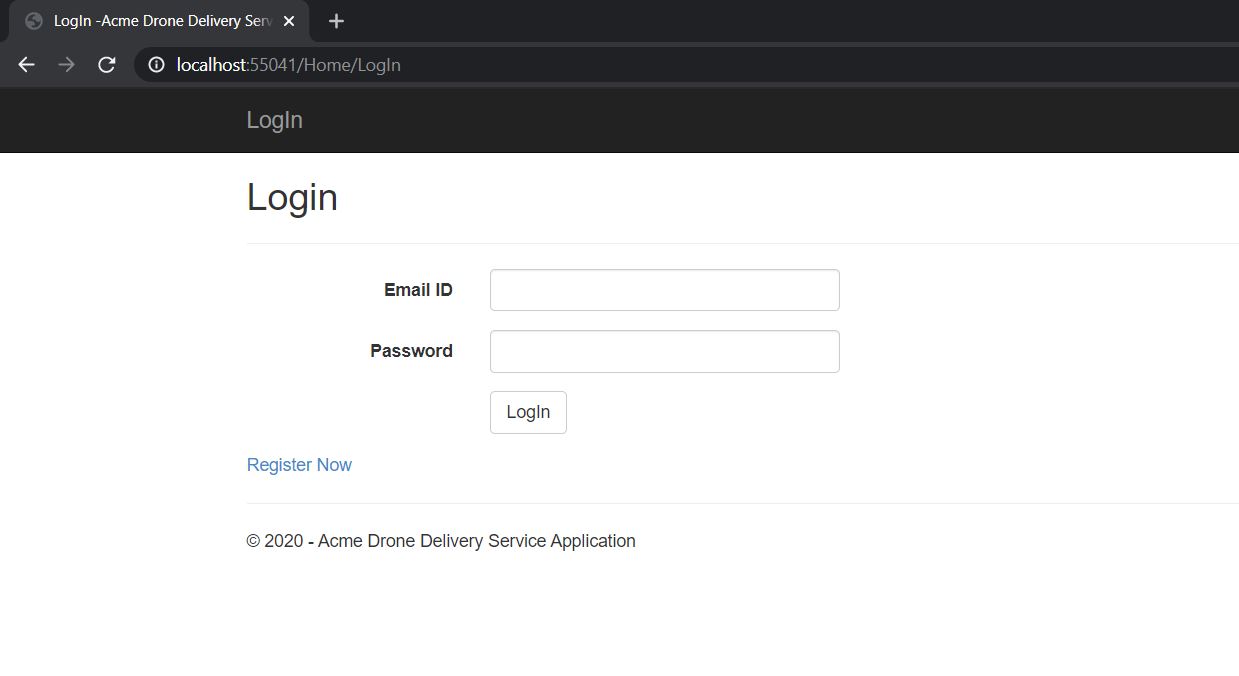 LogIn -Acme Drone Delivery Serv
localhost:55041/Home/LogIn
LogIn
Login
Email ID
Password
LogIn
Register Now
© 2020 - Acme Drone Delivery Service Application